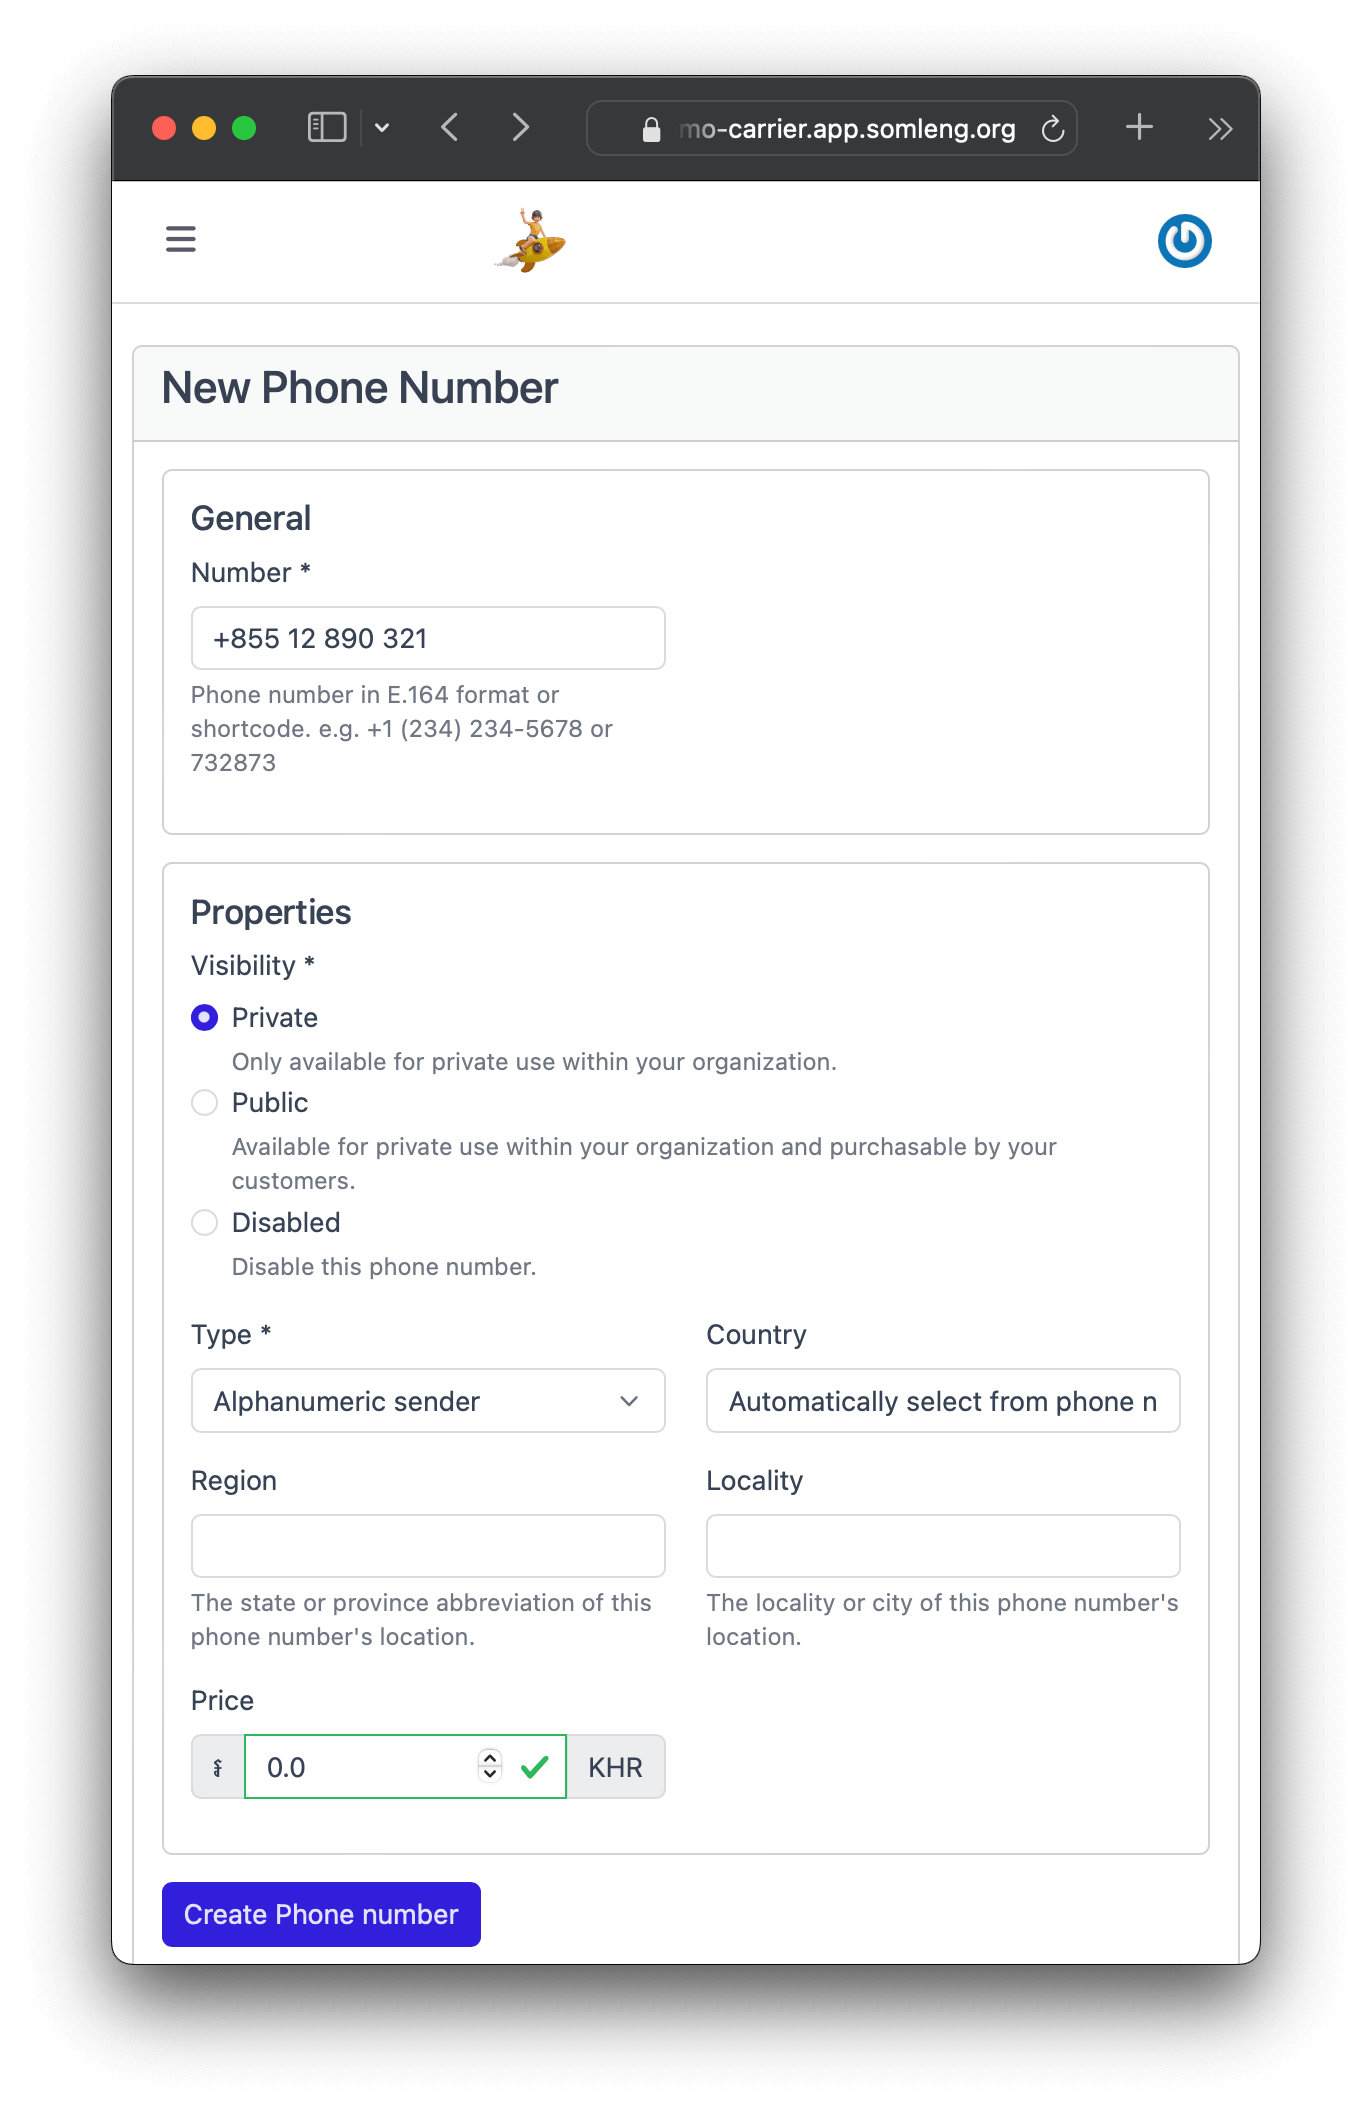 mo-carrier.app.somleng.org
New Phone Number
General
Number *
+855 12 890 321
Phone number in E.164 format or
shortcode. e.g. +1 (234) 234-5678 or
732873
Properties
Visibility *
Private
Only available for private use within your organization.
Public
Available for private use within your organization and purchasable by your
customers.
Disabled
Disable this phone number.
Type *
Country
Alphanumeric sender
Automatically select from phone n
Region
Locality
The state or province abbreviation of this
phone number's location.
The locality or city of this phone number's
location.
Price
៛ 0.0 KHR
Create Phone number